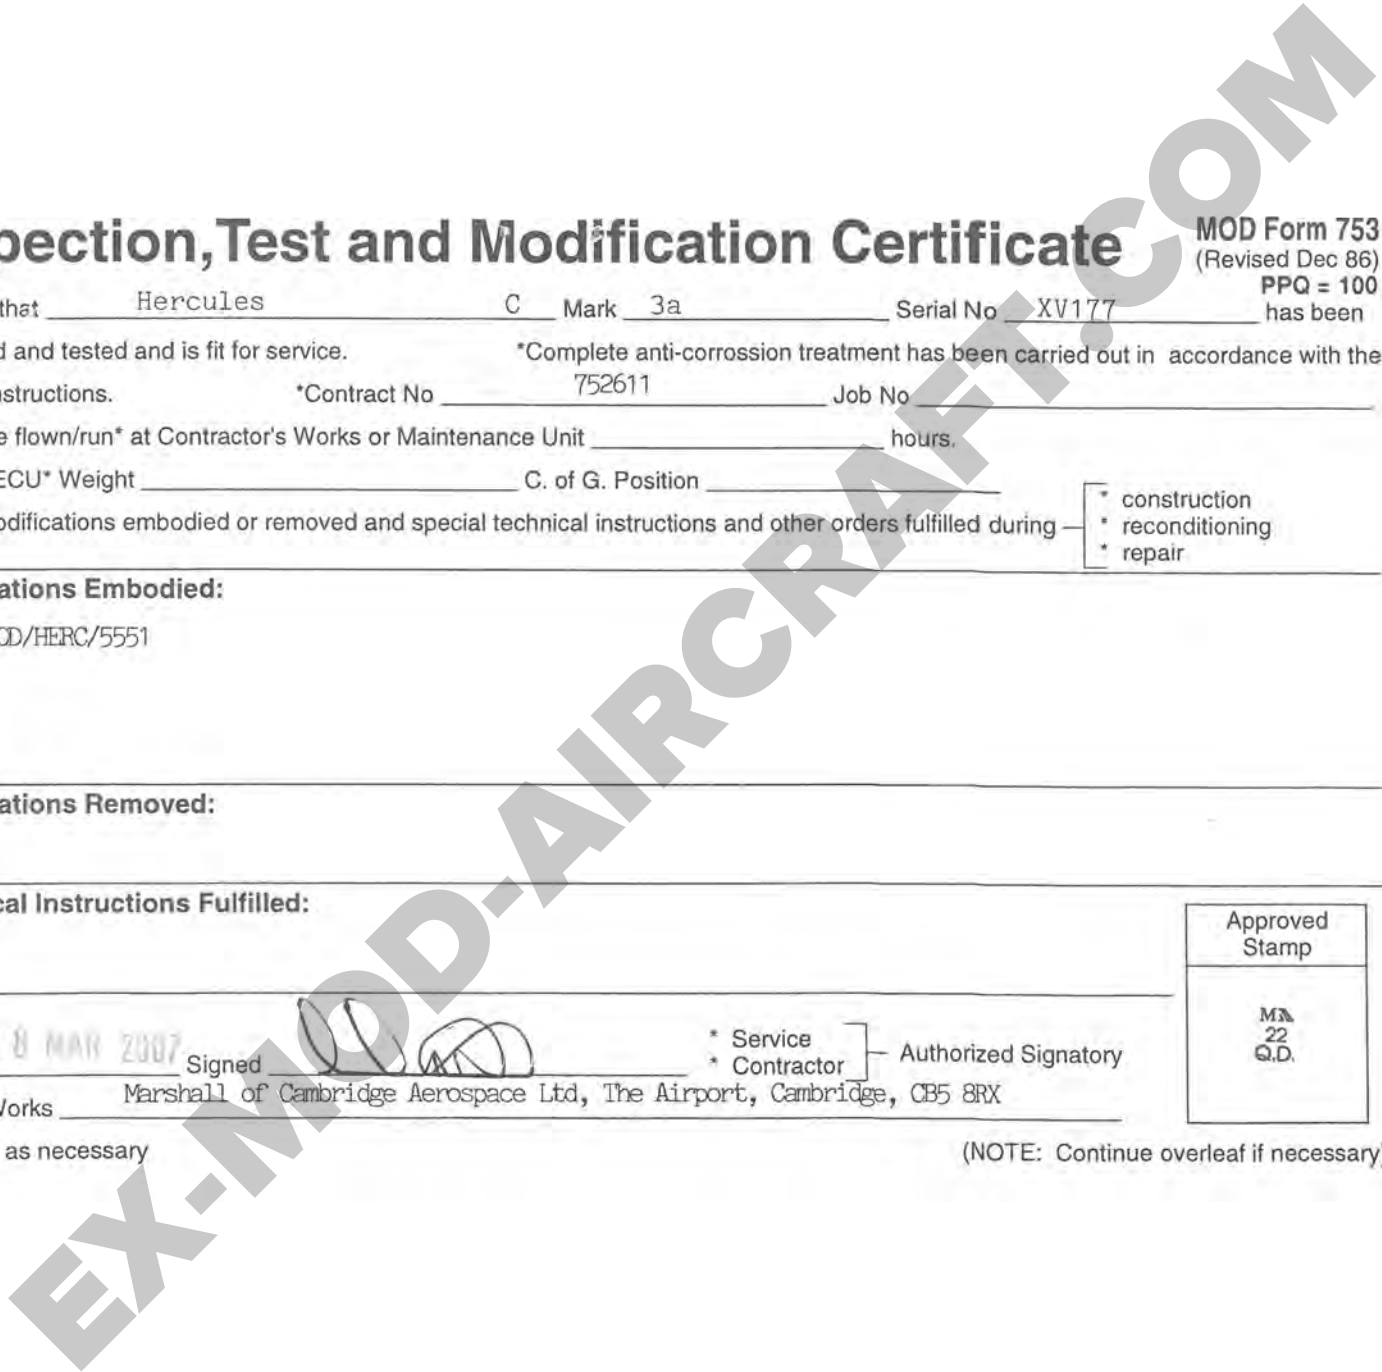 pection, Test and Modification Certificate
MOD Form 753
(Revised Dec 86)
PPQ = 100
that Hercules C Mark 3a Serial No XV177 has been
d and tested and is fit for service. *Complete anti-corrossion treatment has been carried out in accordance with the
nstructions. *Contract No 752611 Job No
e flown/run* at Contractor's Works or Maintenance Unit hours.
ECU* Weight C. of G. Position
odifications embodied or removed and special technical instructions and other orders fulfilled during
* construction
* reconditioning
* repair
ations Embodied:
OD/HERC/5551
ations Removed:
cal Instructions Fulfilled:
Approved
Stamp
8 MAR 2007 Signed
* Service
* Contractor
Authorized Signatory
22
Q.D.
Works Marshall of Cambridge Aerospace Ltd, The Airport, Cambridge, CB5 8RX
as necessary
(NOTE: Continue overleaf if necessary)
EX-MOD-AIRCRAFT.COM